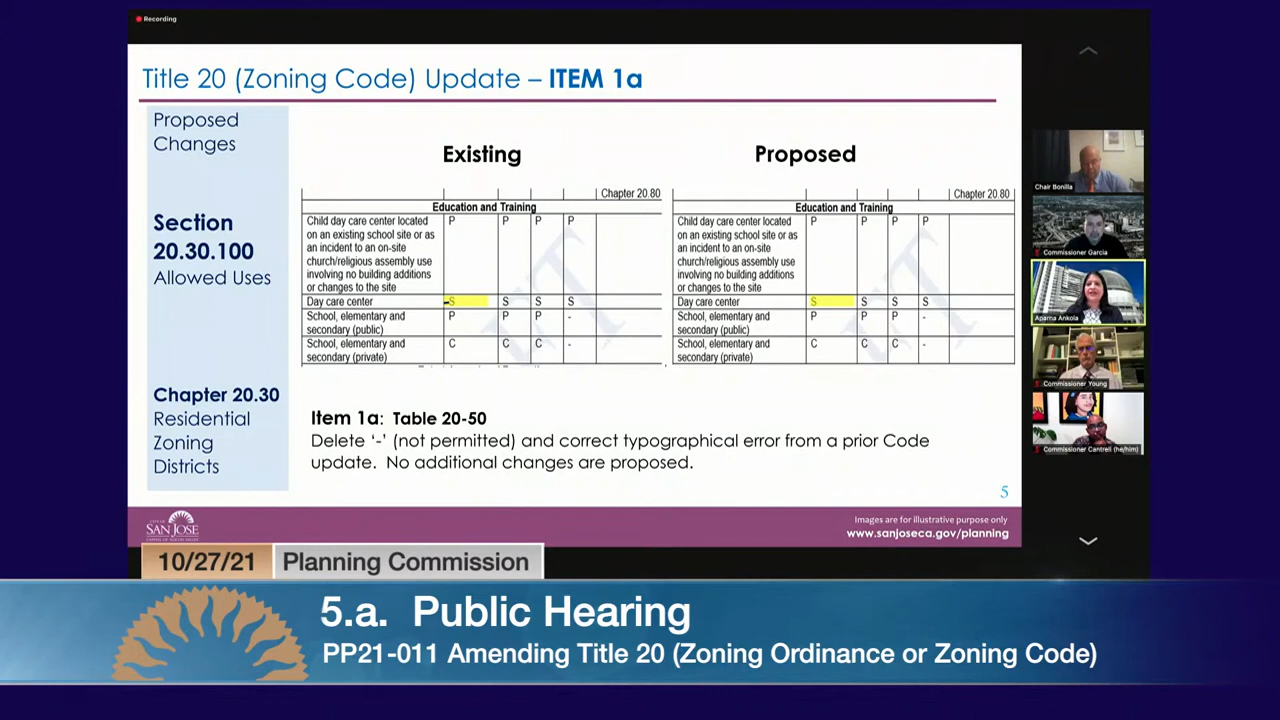 Recording
Title 20 (Zoning Code) Update – ITEM 1a
Proposed
Changes
Section
20.30.100
Allowed Uses
Chapter 20.30
Residential
Zoning
Districts
Existing
Chapter 20.80
Education and Training
Child day care center located P P P P
on an existing school site or as
an incident to an on-site
church/religious assembly use
involving no building additions
or changes to the site
Day care center -S S S S
School, elementary and P P P -
secondary (public)
School, elementary and C C C -
secondary (private)
Proposed
Chapter 20.80
Education and Training
Child day care center located P P P P
on an existing school site or as
an incident to an on-site
church/religious assembly use
involving no building additions
or changes to the site
Day care center S S S S
School, elementary and P P P -
secondary (public)
School, elementary and C C C -
secondary (private)
Item 1a: Table 20-50
Delete ‘-’ (not permitted) and correct typographical error from a prior Code
update. No additional changes are proposed.
5
CITY OF
SAN JOSE
CAPITAL OF SILICON VALLEY
Images are for illustrative purpose only
www.sanjoseca.gov/planning
Chair Bonilla
Commissioner Garcia
Aparna Ankola
Commissioner Young
Commissioner Cantrell (he/him)
10/27/21 Planning Commission
5.a. Public Hearing
PP21-011 Amending Title 20 (Zoning Ordinance or Zoning Code)